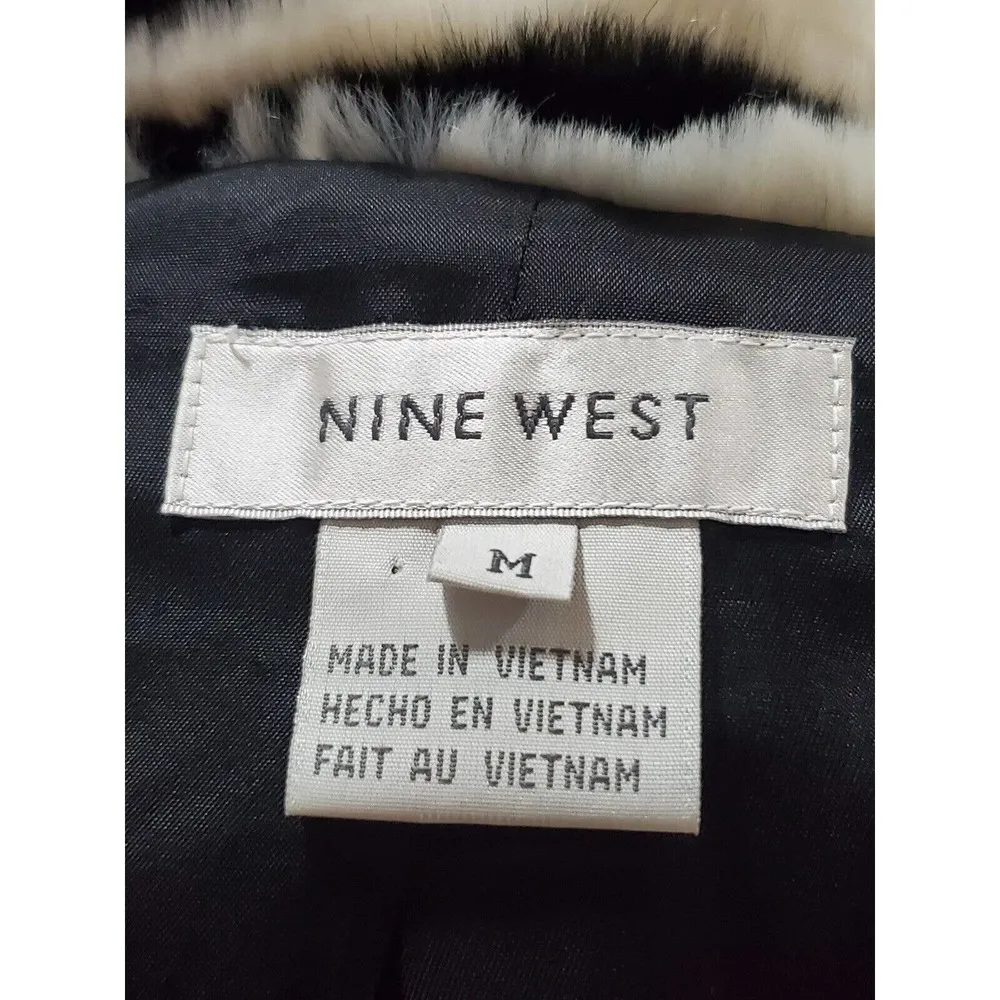 NINE WEST
M
MADE IN VIETNAM
HECHO EN VIETNAM
FAIT AU VIETNAM